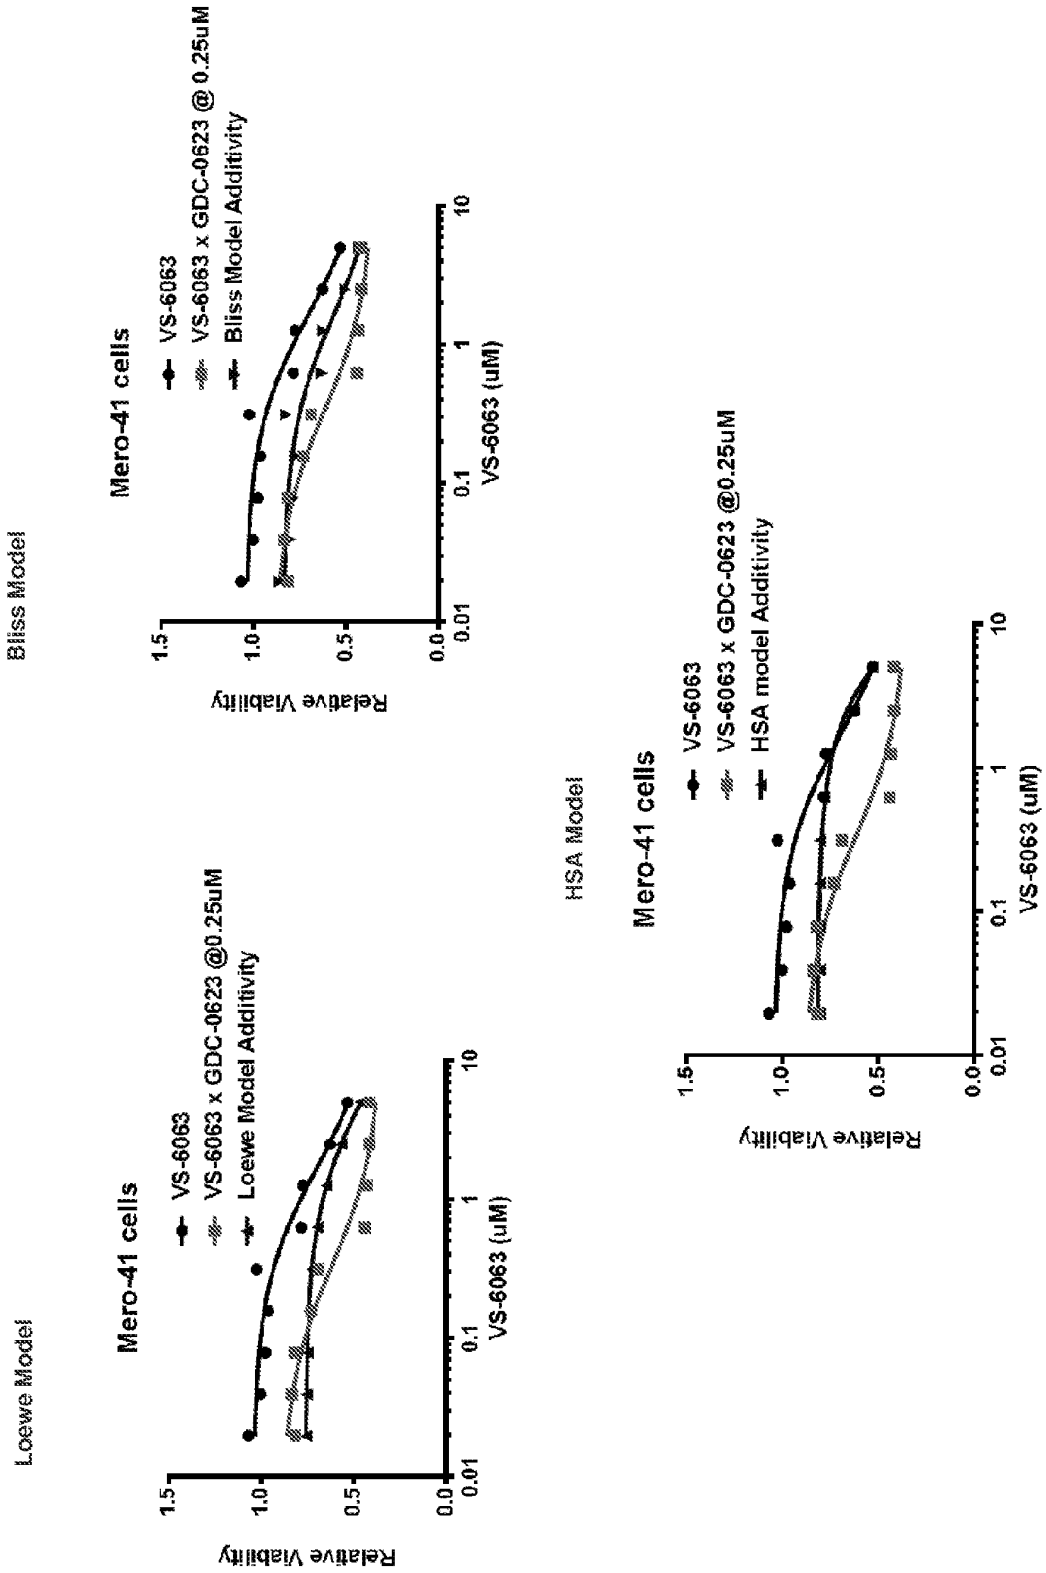 Loewe Model
Mero-41 cells
VS-6063
VS-6063 x GDC-0623 @0.25uM
Loewe Model Additivity
Relative Viability
1.5
1.0
0.5
0.0
0.01
0.1
1
10
VS-6063 (uM)
Bliss Model
Mero-41 cells
VS-6063
VS-6063 x GDC-0623 @ 0.25uM
Bliss Model Additivity
Relative Viability
1.5
1.0
0.5
0.0
0.01
0.1
1
10
VS-6063 (uM)
HSA Model
Mero-41 cells
VS-6063
VS-6063 x GDC-0623 @0.25uM
HSA model Additivity
Relative Viability
1.5
1.0
0.5
0.0
0.01
0.1
1
10
VS-6063 (uM)